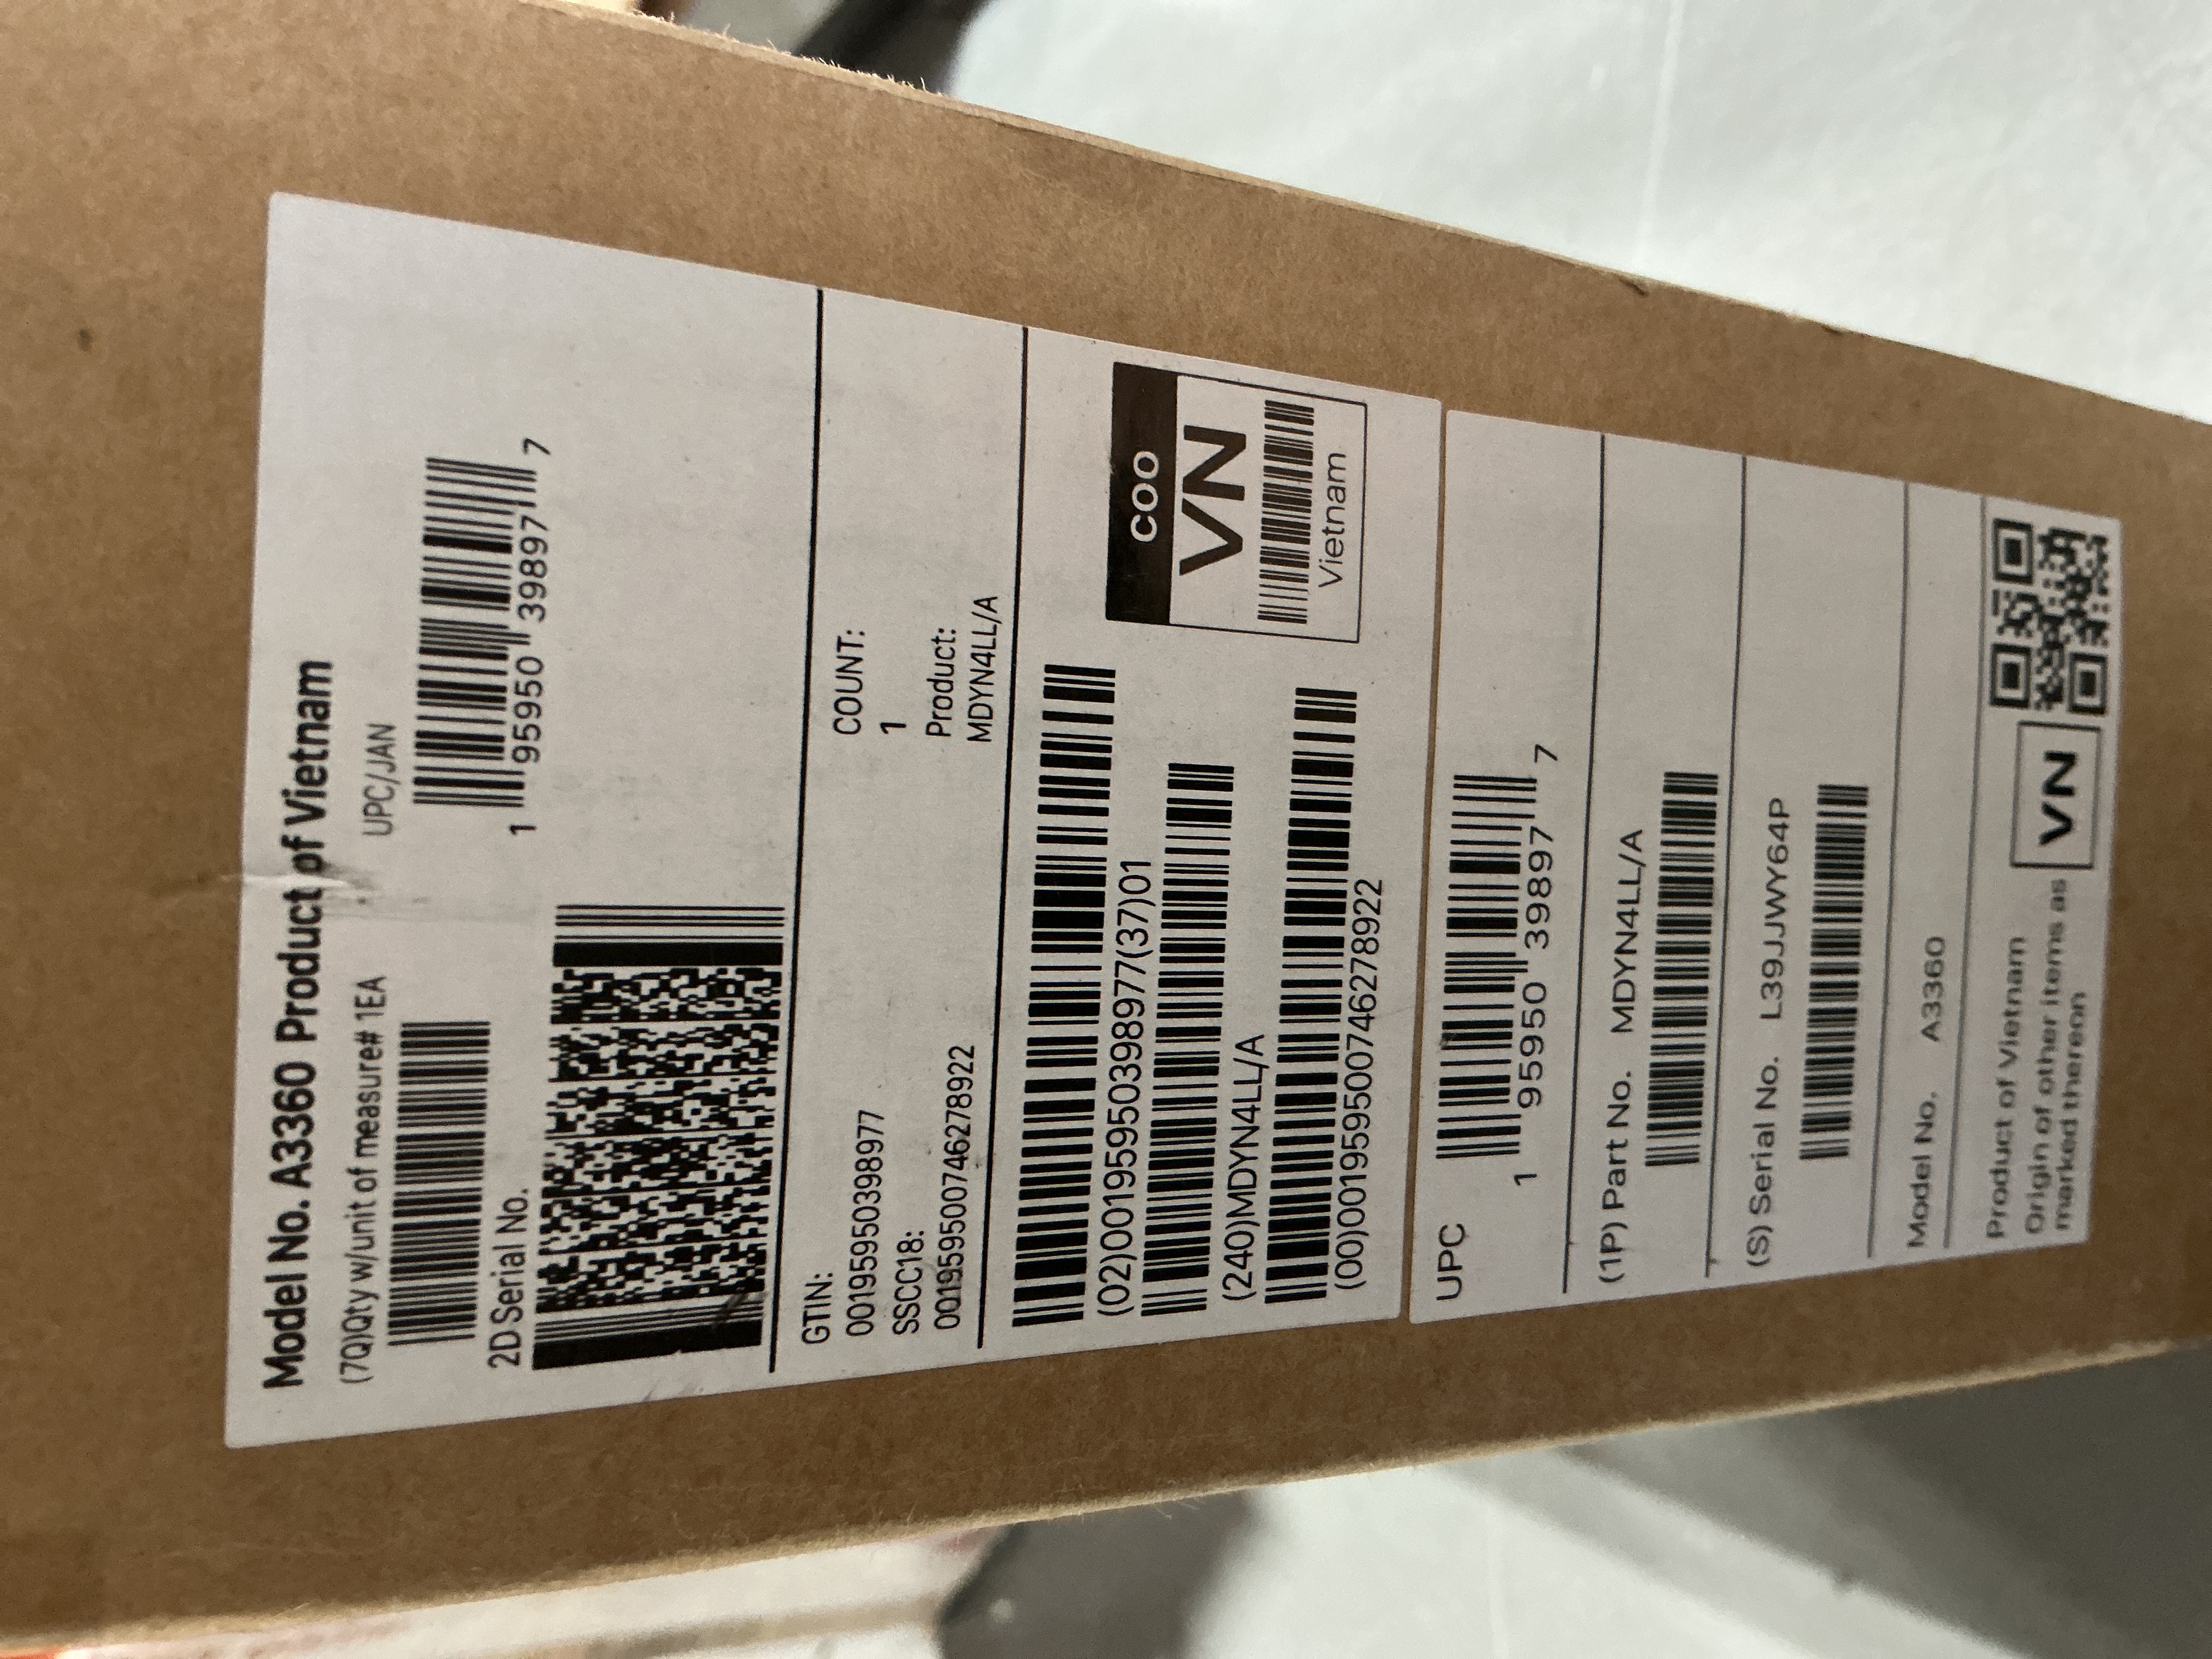 Model No. A3360 Product of Vietnam
(7Q)Qty w/unit of measure# 1EA
UPC/JAN
1 95950 39897 7
2D Serial No.
GTIN:
00195950398977
SSCC18:
001959500746278922
COUNT:
1
Product:
MDYN4LL/A
(02)00195950398977(37)01
(240)MDYN4LL/A
(00)001959500746278922
COO
VN
Vietnam
UPC
1 95950 39897 7
(1P) Part No. MDYN4LL/A
(S) Serial No. L39JJWY64P
Model No. A3360
Product of Vietnam
Origin of other items as
marked thereon
VN